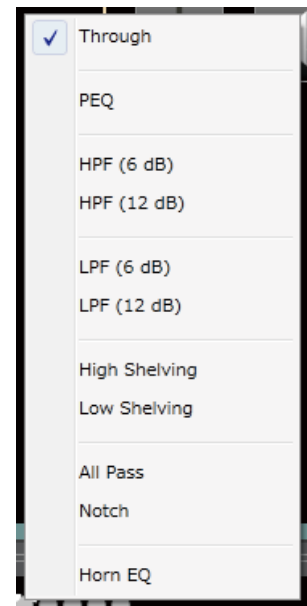 Through
PEQ
HPF (6 dB)
HPF (12 dB)
LPF (6 dB)
LPF (12 dB)
High Shelving
Low Shelving
All Pass
Notch
Horn EQ